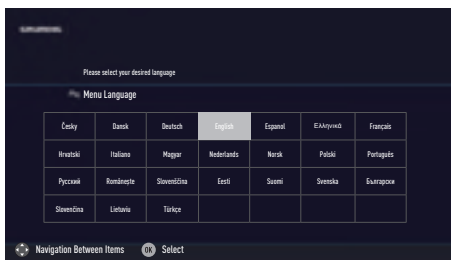 Please select your desired language
Menu Language
Česky Dansk Deutsch English Espanol Ελληνικά Français
Hrvatski Italiano Magyar Nederlands Norsk Polski Português
Русский Româneşte Slovenščina Eesti Suomi Svenska Български
Slovenčina Lietuviu Türkçe
Navigation Between Items OK Select